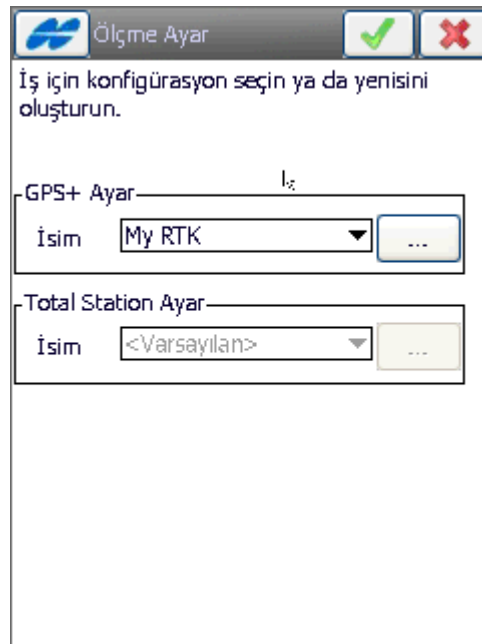 Ölçme Ayar
İş için konfigürasyon seçin ya da yenisini
oluşturun.
GPS+ Ayar
İsim My RTK ...
Total Station Ayar
İsim <Varsayılan> ...